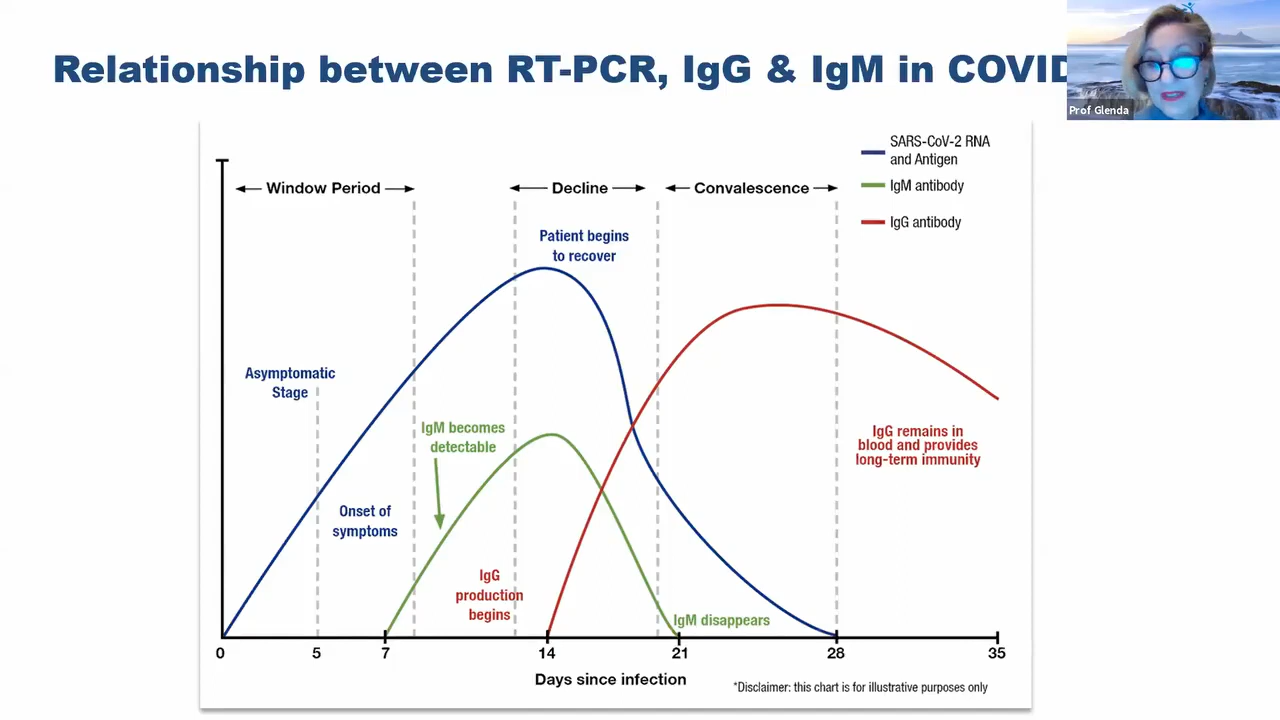 Relationship between RT-PCR, IgG & IgM in COVID
Prof Glenda
SARS-CoV-2 RNA
and Antigen
IgM antibody
IgG antibody
Window Period
Decline
Convalescence
Patient begins
to recover
Asymptomatic
Stage
IgM becomes
detectable
IgG remains in
blood and provides
long-term immunity
Onset of
symptoms
IgG
production
begins
IgM disappears
0 5 7 14 21 28 35
Days since infection
*Disclaimer: this chart is for illustrative purposes only